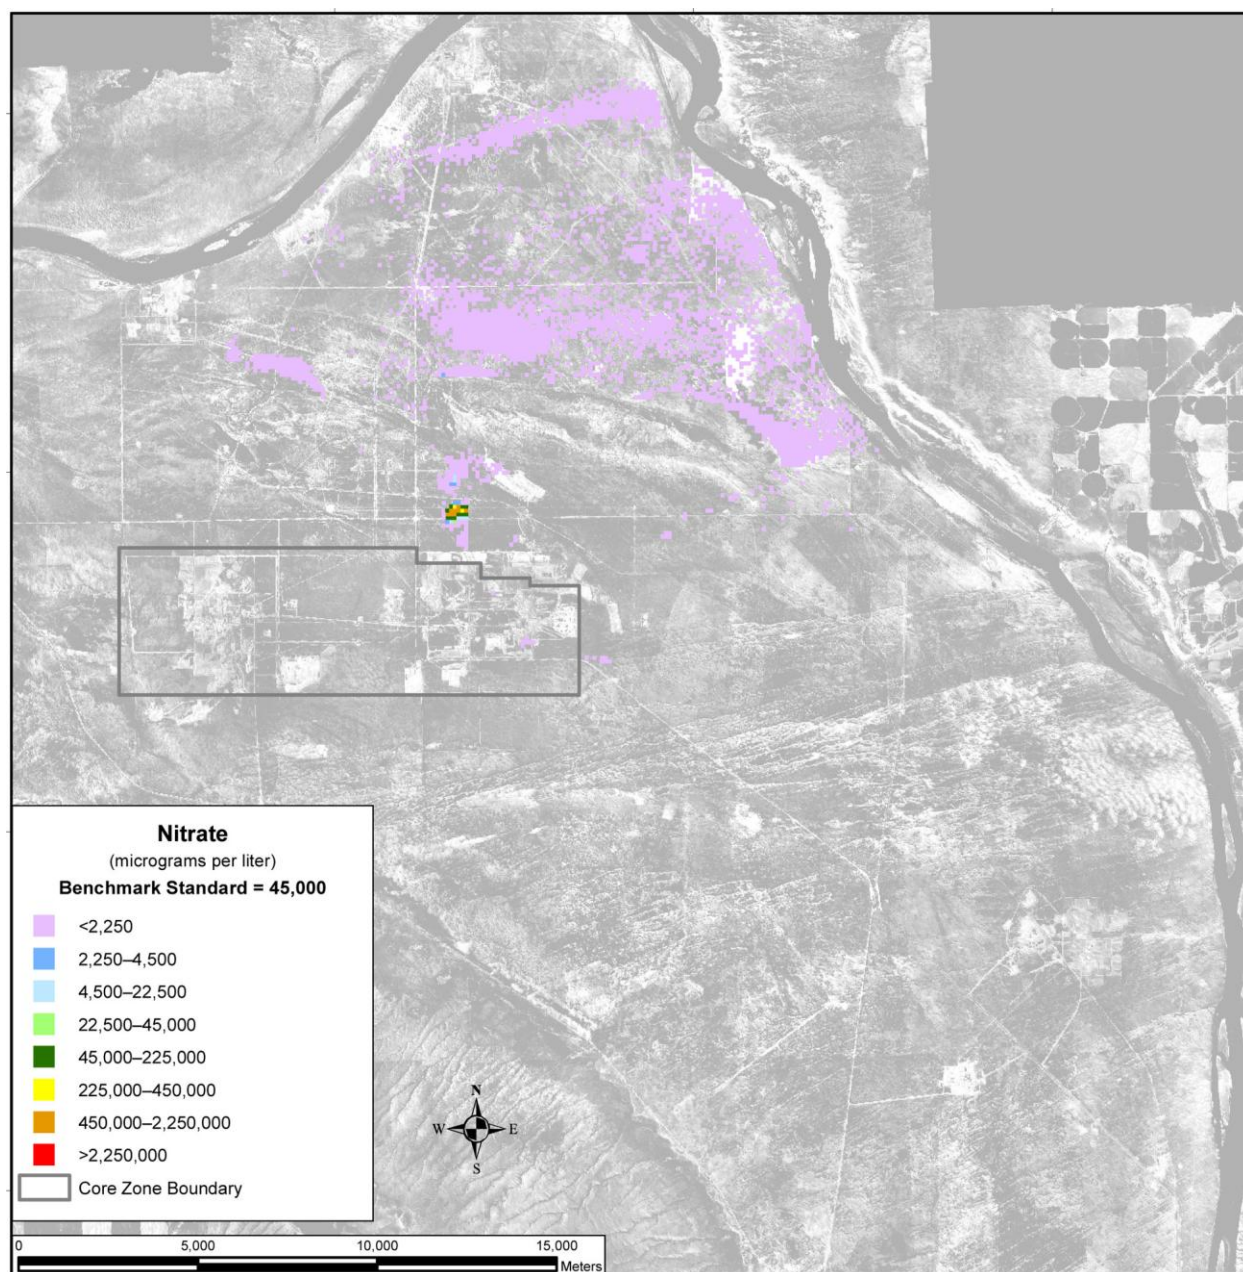 Nitrate
(micrograms per liter)
Benchmark Standard = 45,000
<2,250
2,250–4,500
4,500–22,500
22,500–45,000
45,000–225,000
225,000–450,000
450,000–2,250,000
>2,250,000
Core Zone Boundary
N
W E
S
0 5,000 10,000 15,000
Meters